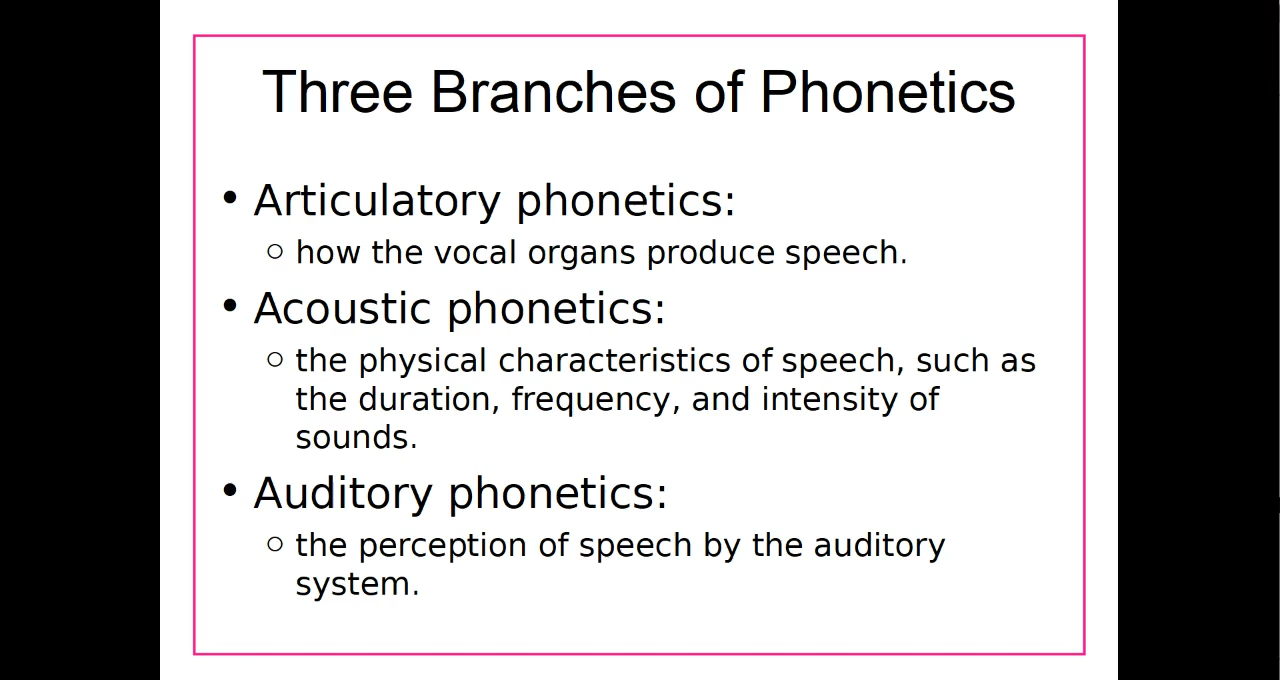 Three Branches of Phonetics
• Articulatory phonetics:
○ how the vocal organs produce speech.
• Acoustic phonetics:
○ the physical characteristics of speech, such as
the duration, frequency, and intensity of
sounds.
• Auditory phonetics:
○ the perception of speech by the auditory
system.